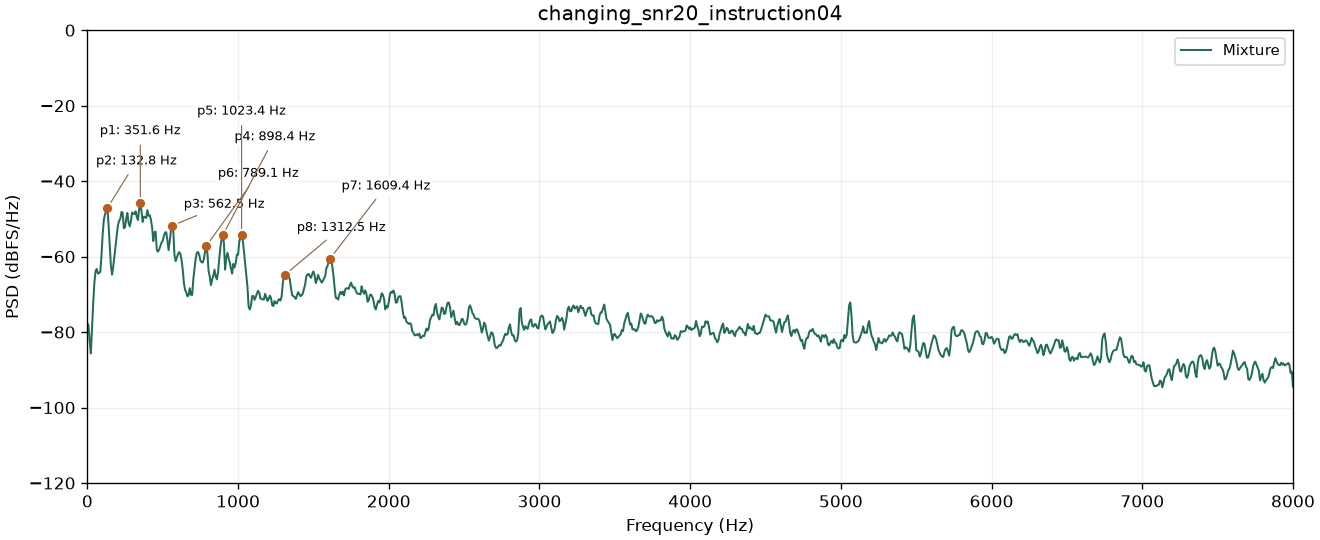 changing_snr20_instruction04
Mixture
p5: 1023.4 Hz
p1: 351.6 Hz
p4: 898.4 Hz
p2: 132.8 Hz
p6: 789.1 Hz
p7: 1609.4 Hz
p3: 562.5 Hz
p8: 1312.5 Hz
PSD (dBFS/Hz)
0
−20
−40
−60
−80
−100
−120
0 1000 2000 3000 4000 5000 6000 7000 8000
Frequency (Hz)